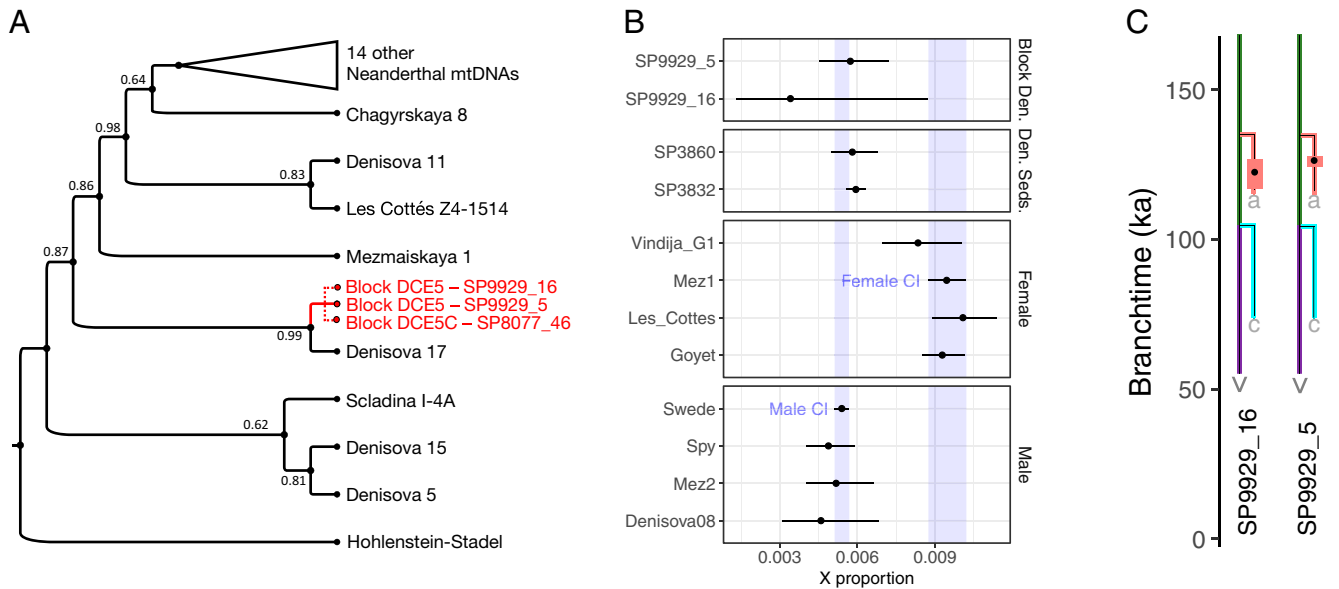 A
14 other
Neanderthal mtDNAs
0.64
Chagyrskaya 8
0.98
Denisova 11
0.83
0.86
Les Cottés Z4-1514
0.87
Mezmaiskaya 1
Block DCE5 – SP9929_16
Block DCE5 – SP9929_5
Block DCE5C – SP8077_46
0.99
Denisova 17
Scladina I-4A
0.62
Denisova 15
0.81
Denisova 5
Hohlenstein-Stadel
B
SP9929_5
SP9929_16
Block Den.
SP3860
SP3832
Den. Seds.
Vindija_G1
Mez1
Female CI
Les_Cottes
Goyet
Female
Swede
Male CI
Spy
Mez2
Denisova08
Male
0.003
0.006
0.009
X proportion
C
Branchtime (ka)
150
100
50
0
a
a
c
c
V
V
SP9929_16
SP9929_5